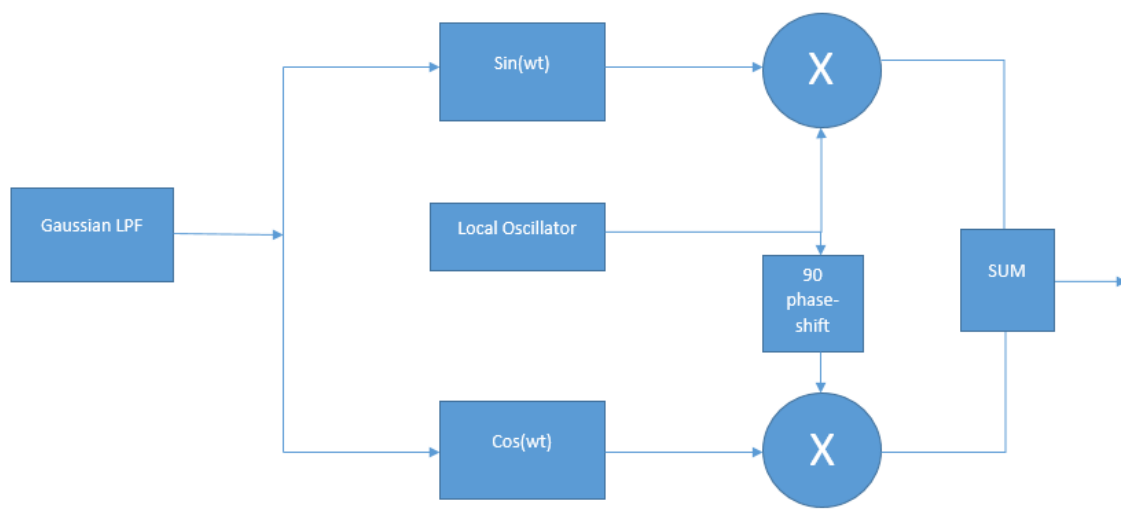 Sin(wt)
X
Gaussian LPF
Local Oscillator
90
phase-
shift
SUM
Cos(wt)
X